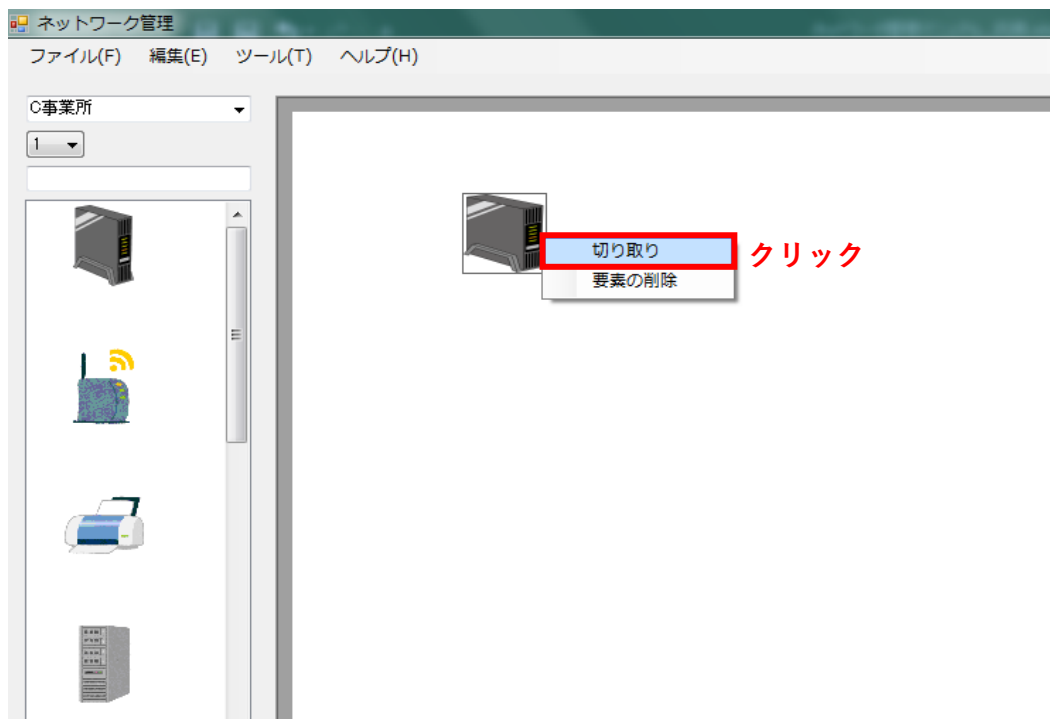 ネットワーク管理
ファイル(F) 編集(E) ツール(T) ヘルプ(H)
C事業所
1
切り取り
クリック
要素の削除